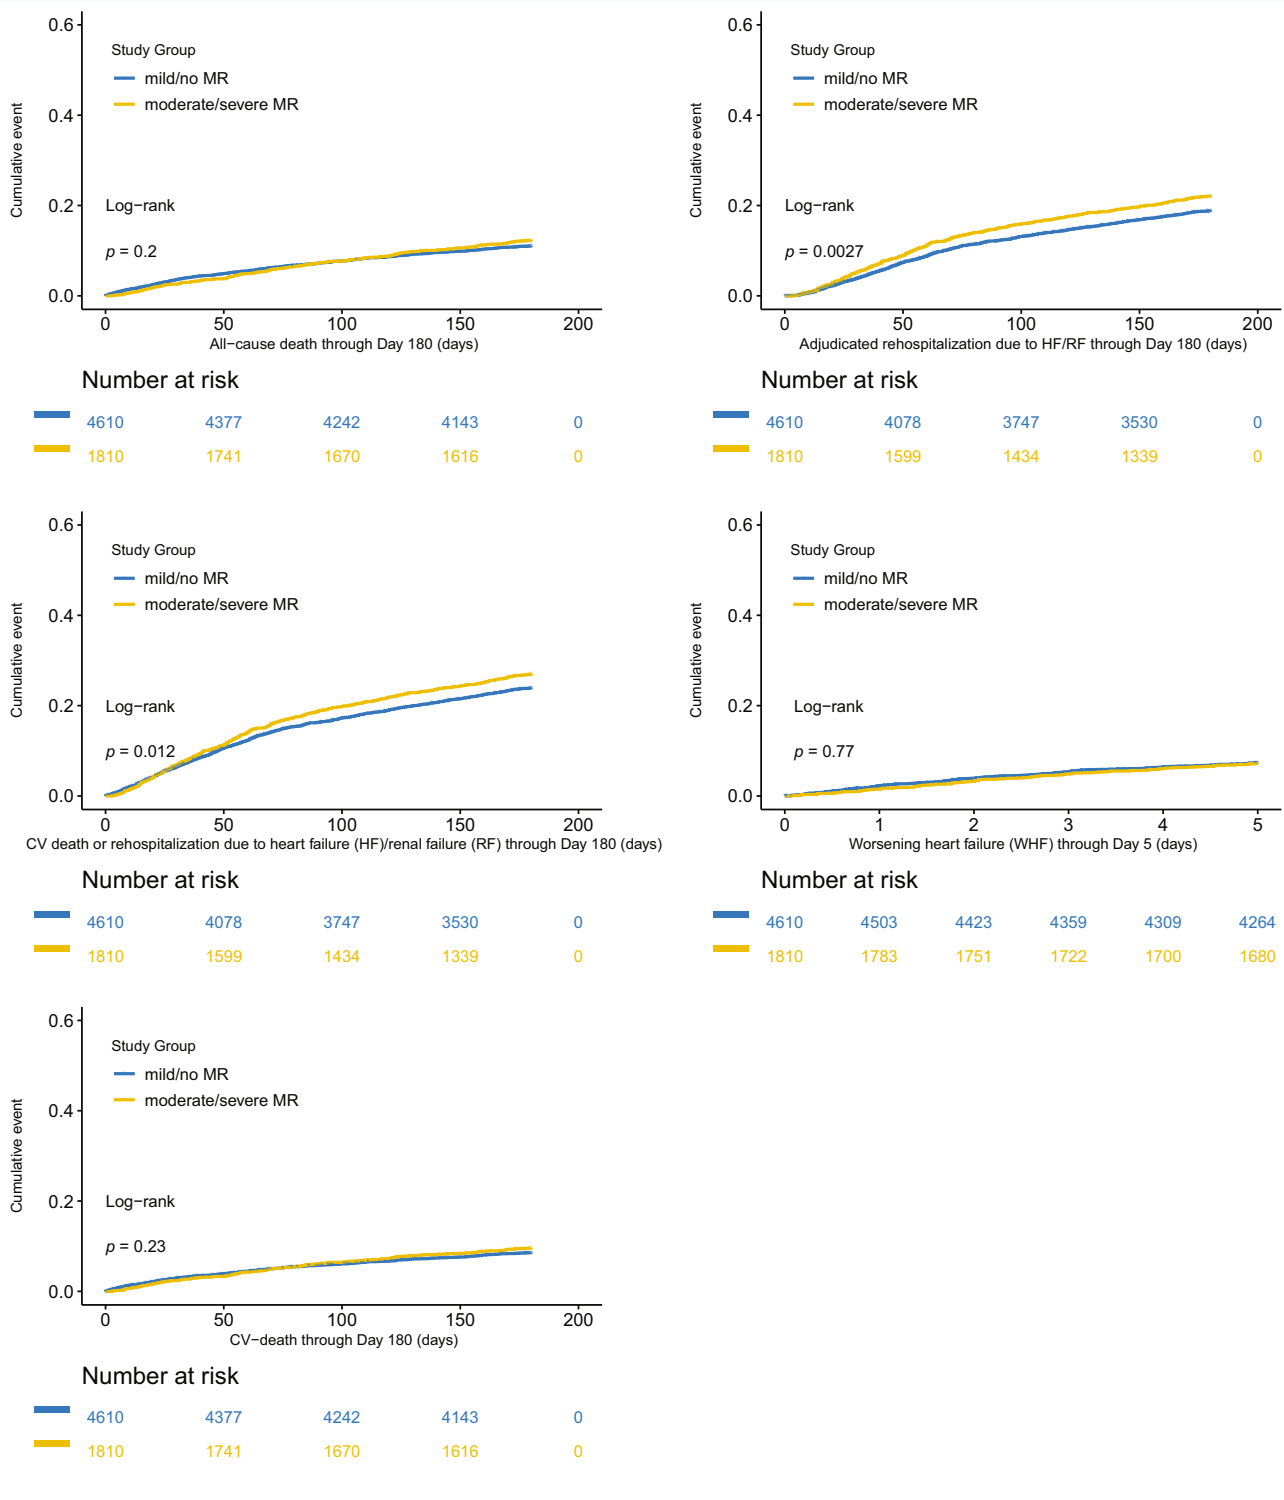 0.6
Study Group
mild/no MR
moderate/severe MR
0.4
Cumulative event
Log−rank
0.2
p = 0.2
0.0
0 50 100 150 200
All−cause death through Day 180 (days)
Number at risk
4610 4377 4242 4143 0
1810 1741 1670 1616 0
0.6
Study Group
mild/no MR
moderate/severe MR
0.4
Cumulative event
Log−rank
0.2
p = 0.0027
0.0
0 50 100 150 200
Adjudicated rehospitalization due to HF/RF through Day 180 (days)
Number at risk
4610 4078 3747 3530 0
1810 1599 1434 1339 0
0.6
Study Group
mild/no MR
moderate/severe MR
0.4
Cumulative event
Log−rank
0.2
p = 0.012
0.0
0 50 100 150 200
CV death or rehospitalization due to heart failure (HF)/renal failure (RF) through Day 180 (days)
Number at risk
4610 4078 3747 3530 0
1810 1599 1434 1339 0
0.6
Study Group
mild/no MR
moderate/severe MR
0.4
Cumulative event
Log−rank
0.2
p = 0.77
0.0
0 1 2 3 4 5
Worsening heart failure (WHF) through Day 5 (days)
Number at risk
4610 4503 4423 4359 4309 4264
1810 1783 1751 1722 1700 1680
0.6
Study Group
mild/no MR
moderate/severe MR
0.4
Cumulative event
Log−rank
0.2
p = 0.23
0.0
0 50 100 150 200
CV−death through Day 180 (days)
Number at risk
4610 4377 4242 4143 0
1810 1741 1670 1616 0